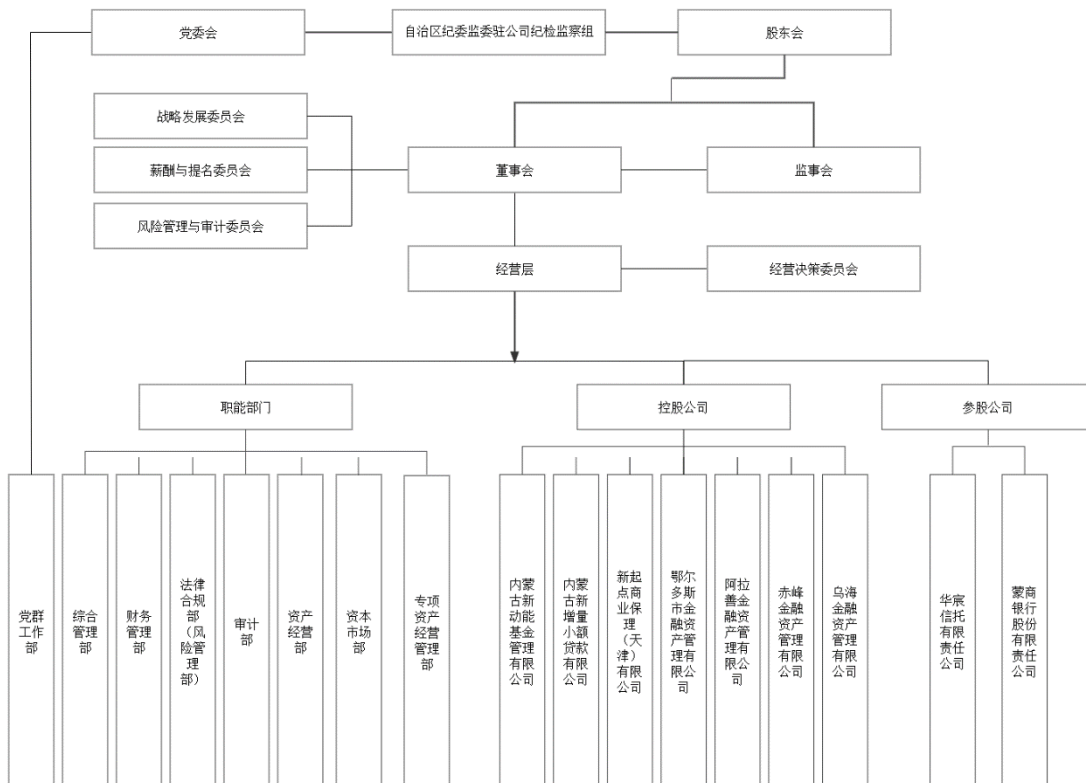 党委会
自治区纪委监委驻公司纪检监察组
股东会
战略发展委员会
薪酬与提名委员会
董事会
监事会
风险管理与审计委员会
经营层
经营决策委员会
职能部门
控股公司
参股公司
党群
工作
部
综合
管理
部
财务
管理
部
法律
合规
部
（风
险管
理
部）
审计
部
资产
经营
部
资本
市场
部
专项
资产
经营
管理
部
内蒙
古新
动能
基金
管理
有限
公司
内蒙
古新
增量
小额
贷款
有限
公司
新起
点商
业保
理
（天
津）有
限公
司
鄂尔
多斯
市金
融资
产管
理有
限公
司
阿拉
善金
融资
产管
理有
限公
司
赤峰
金融
资产
管理
有限
公司
乌海
金融
资产
管理
有限
公司
华宸
信托
有限
责任
公司
蒙商
银行
股份
有限
责任
公司